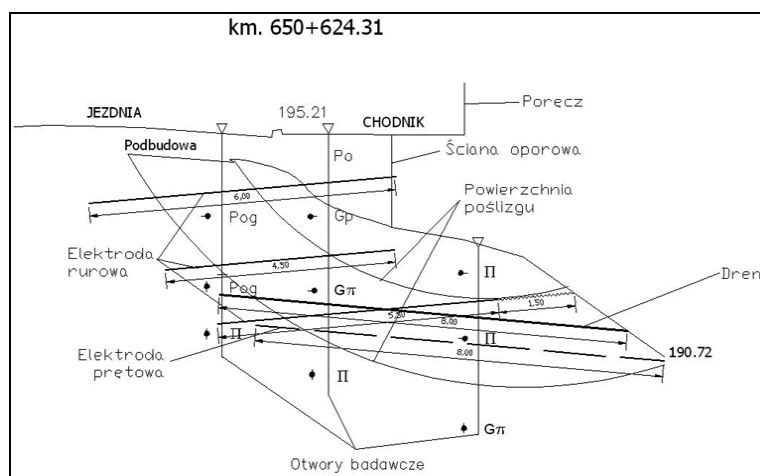 km. 650+624.31
JEZDNIA
195.21
CHODNIK
Poręcz
Podbudowa
Po
Ściana oporowa
6,00
Powierzchnia
poślizgu
Pog
Gp
Elektroda
rurowa
4,50
Π
Dren
Pog
Gπ
1,50
5,50
8,00
Π
Π
Elektroda
prętowa
8,00
190.72
Π
Gπ
Otwory badawcze